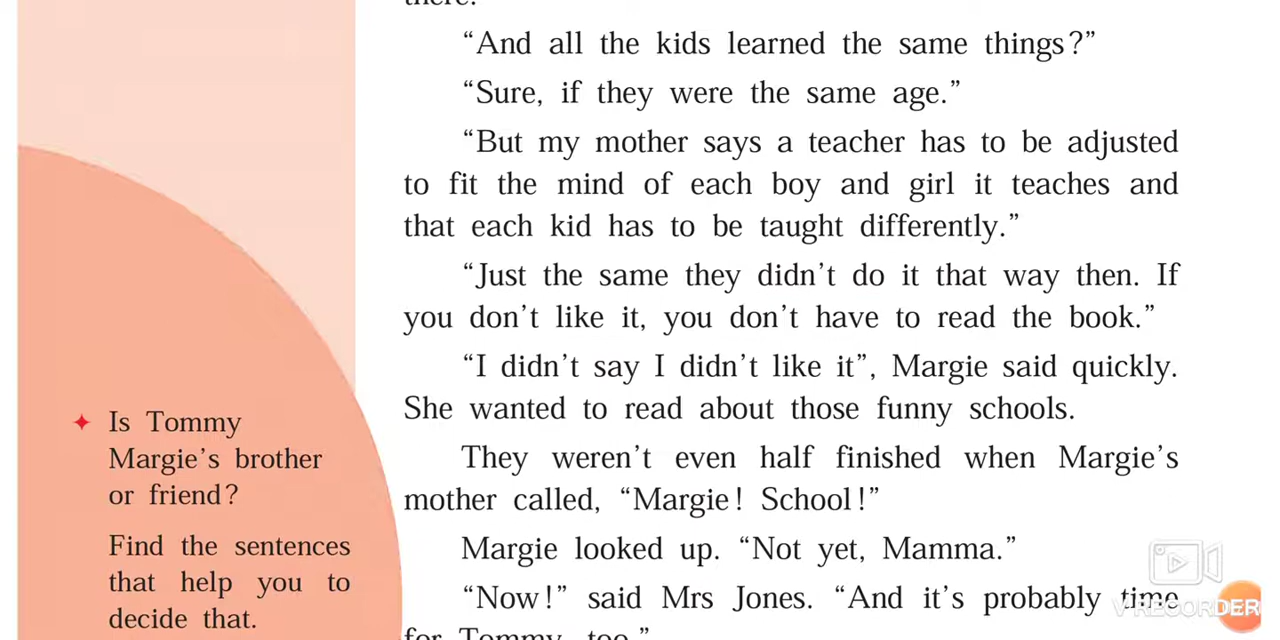 there.
“And all the kids learned the same things?”
“Sure, if they were the same age.”
“But my mother says a teacher has to be adjusted
to fit the mind of each boy and girl it teaches and
that each kid has to be taught differently.”
“Just the same they didn’t do it that way then. If
you don’t like it, you don’t have to read the book.”
“I didn’t say I didn’t like it”, Margie said quickly.
She wanted to read about those funny schools.
They weren’t even half finished when Margie’s
mother called, “Margie! School!”
Margie looked up. “Not yet, Mamma.”
“Now!” said Mrs Jones. “And it’s probably time
for Tommy, too.”
Is Tommy
Margie’s brother
or friend?
Find the sentences
that help you to
decide that.
V RECORDER